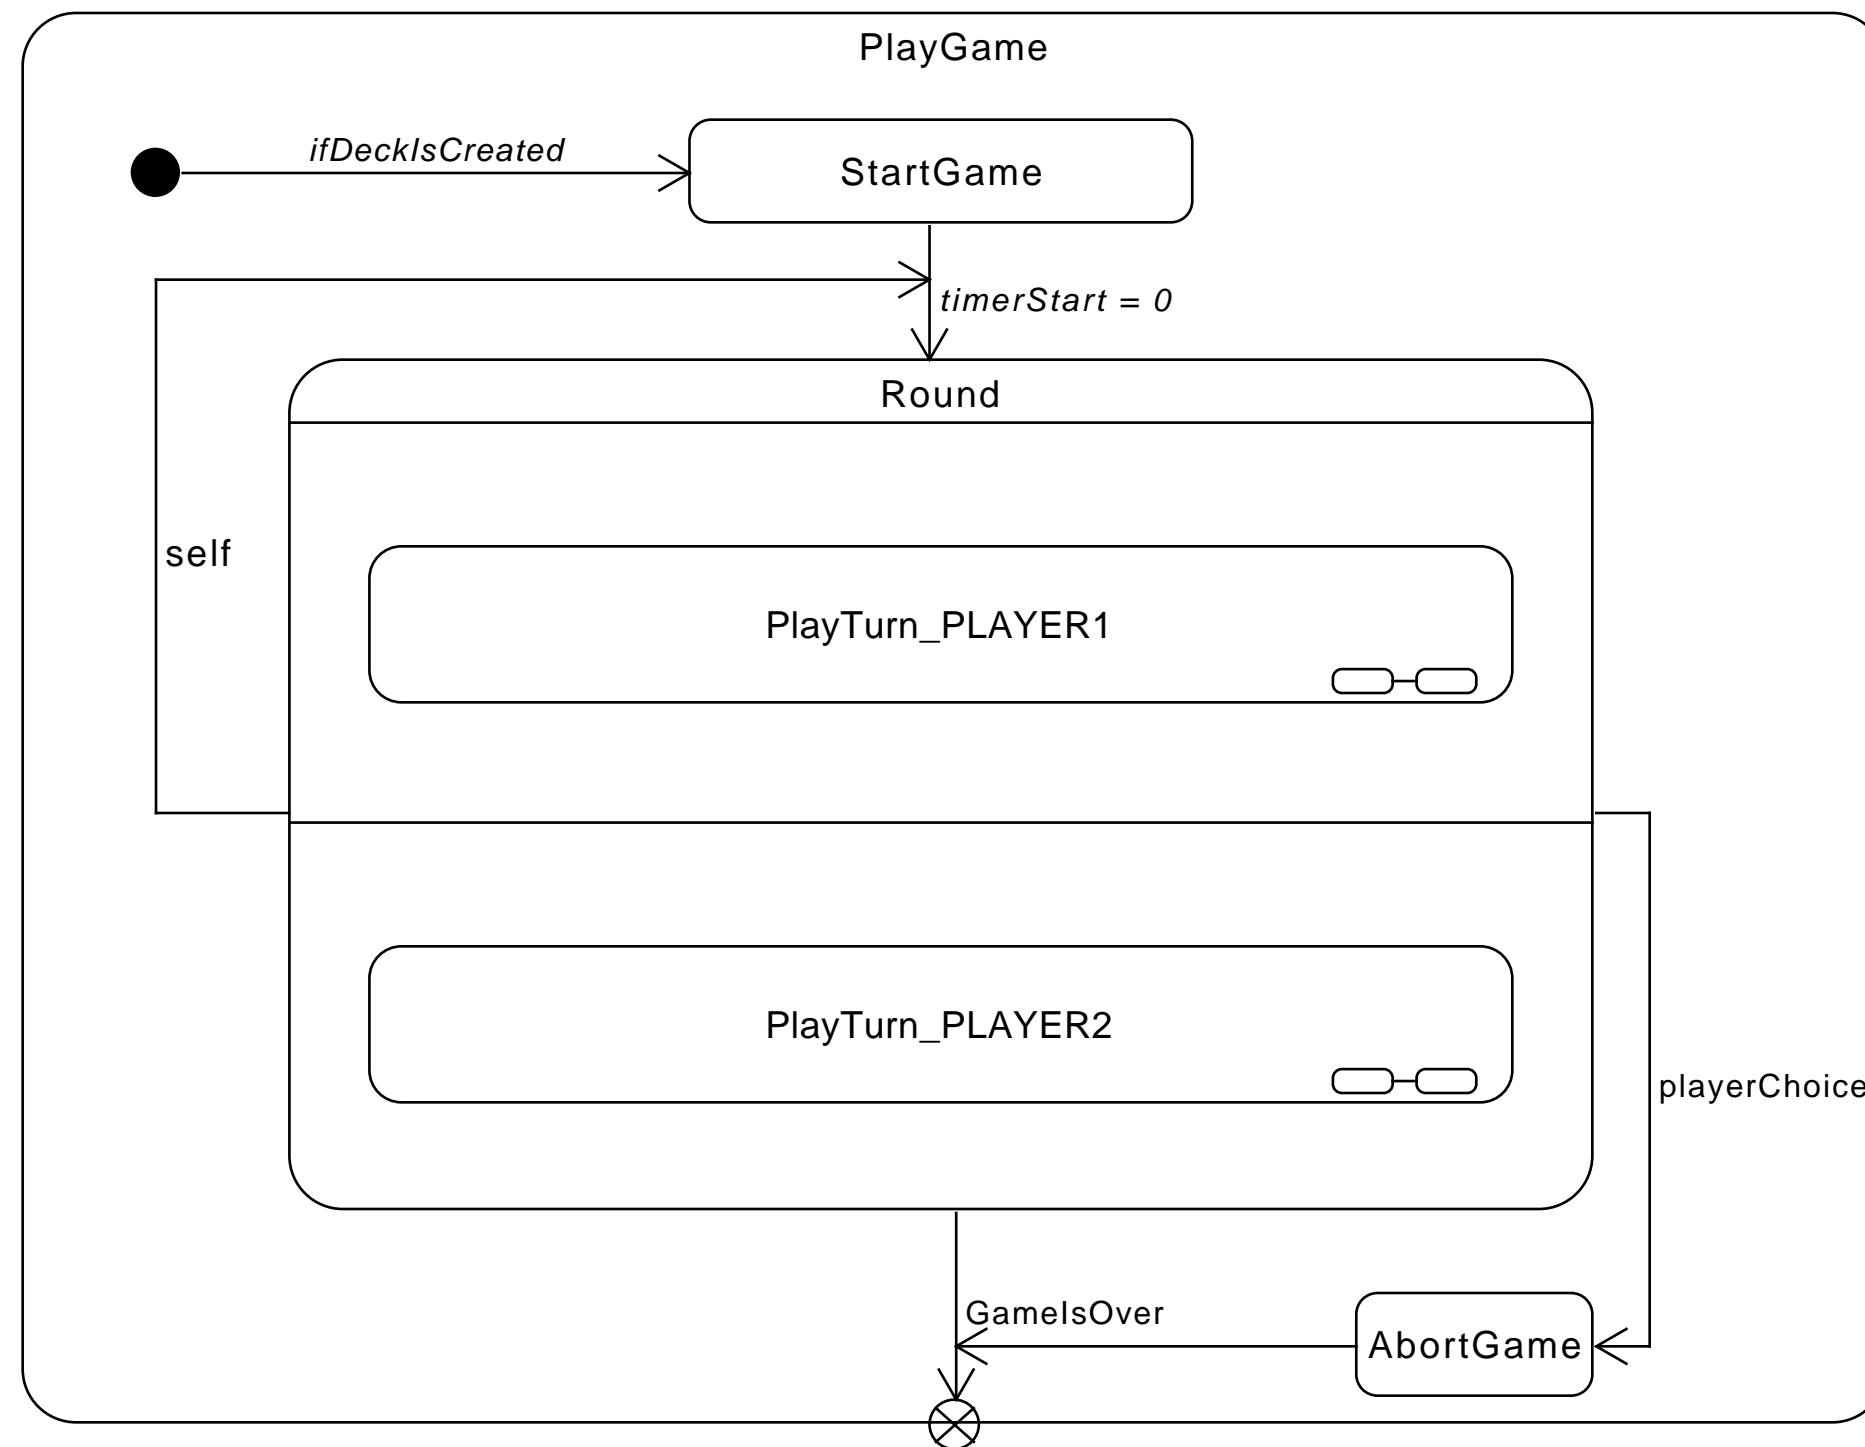 PlayGame
ifDeckIsCreated
StartGame
timerStart = 0
Round
self
PlayTurn_PLAYER1
PlayTurn_PLAYER2
playerChoice
GameIsOver
AbortGame